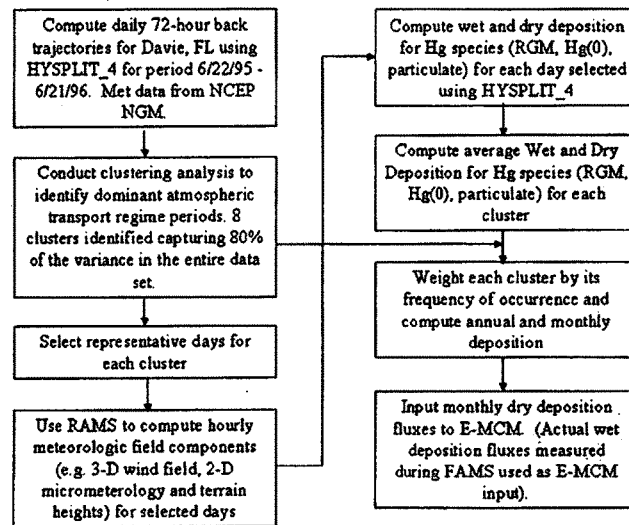 Compute daily 72-hour back
trajectories for Davie, FL using
HYSPLIT_4 for period 6/22/95 -
6/21/96. Met data from NCEP
NGM.
Conduct clustering analysis to
identify dominant atmospheric
transport regime periods. 8
clusters identified capturing 80%
of the variance in the entire data
set.
Select representative days for
each cluster
Use RAMS to compute hourly
meteorologic field components
(e.g. 3-D wind field, 2-D
micrometerology and terrain
heights) for selected days
Compute wet and dry deposition
for Hg species (RGM, Hg(0),
particulate) for each day selected
using HYSPLIT_4
Compute average Wet and Dry
Deposition for Hg species (RGM,
Hg(0), particulate) for each
cluster
Weight each cluster by its
frequency of occurrence and
compute annual and monthly
deposition
Input monthly dry deposition
fluxes to E-MCM. (Actual wet
deposition fluxes measured
during FAMS used as E-MCM
input).